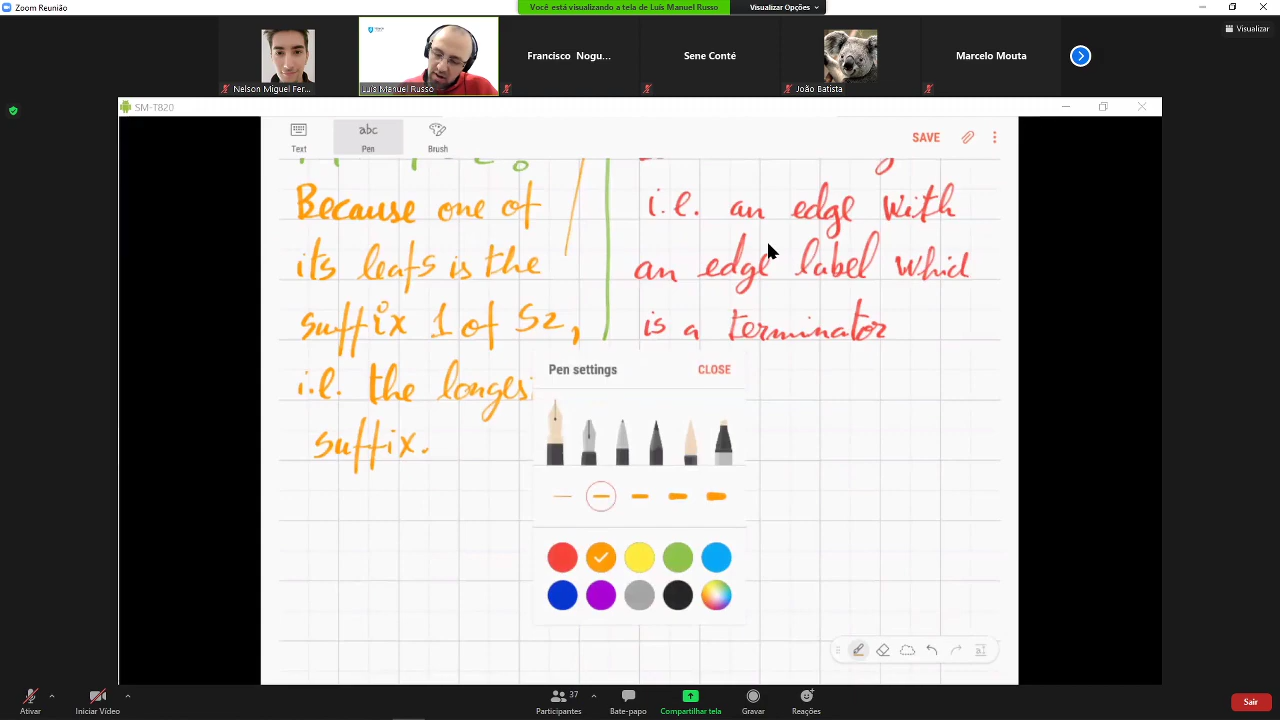 Zoom Reunião
Você está visualizando a tela de Luís Manuel Russo
Visualizar Opções
Visualizar
Nelson Miguel Fer...
Luís Manuel Russo
Francisco Nogu...
Sene Conté
João Batista
Marcelo Mouta
SM-T820
Text
Pen
abc
Brush
SAVE
Because one of
its leafs is the
suffix 1 of S2,
i.e. the longes
suffix.
i.e. an edge with
an edge label which
is a terminator
Pen settings
CLOSE
Ativar
Iniciar Vídeo
37
Participantes
Bate-papo
Compartilhar tela
Gravar
Reações
Sair